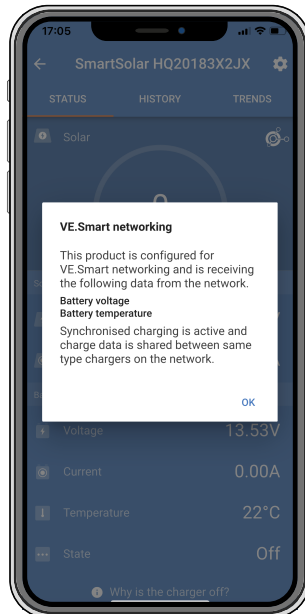 17:05
SmartSolar HQ20183X2JX
STATUS HISTORY TRENDS
Solar
VE.Smart networking
This product is configured for
VE.Smart networking and is receiving
the following data from the network.
Battery voltage
Battery temperature
Synchronised charging is active and
charge data is shared between same
type chargers on the network.
OK
Voltage 13.53V
Current 0.00A
Temperature 22°C
State Off
Why is the charger off?